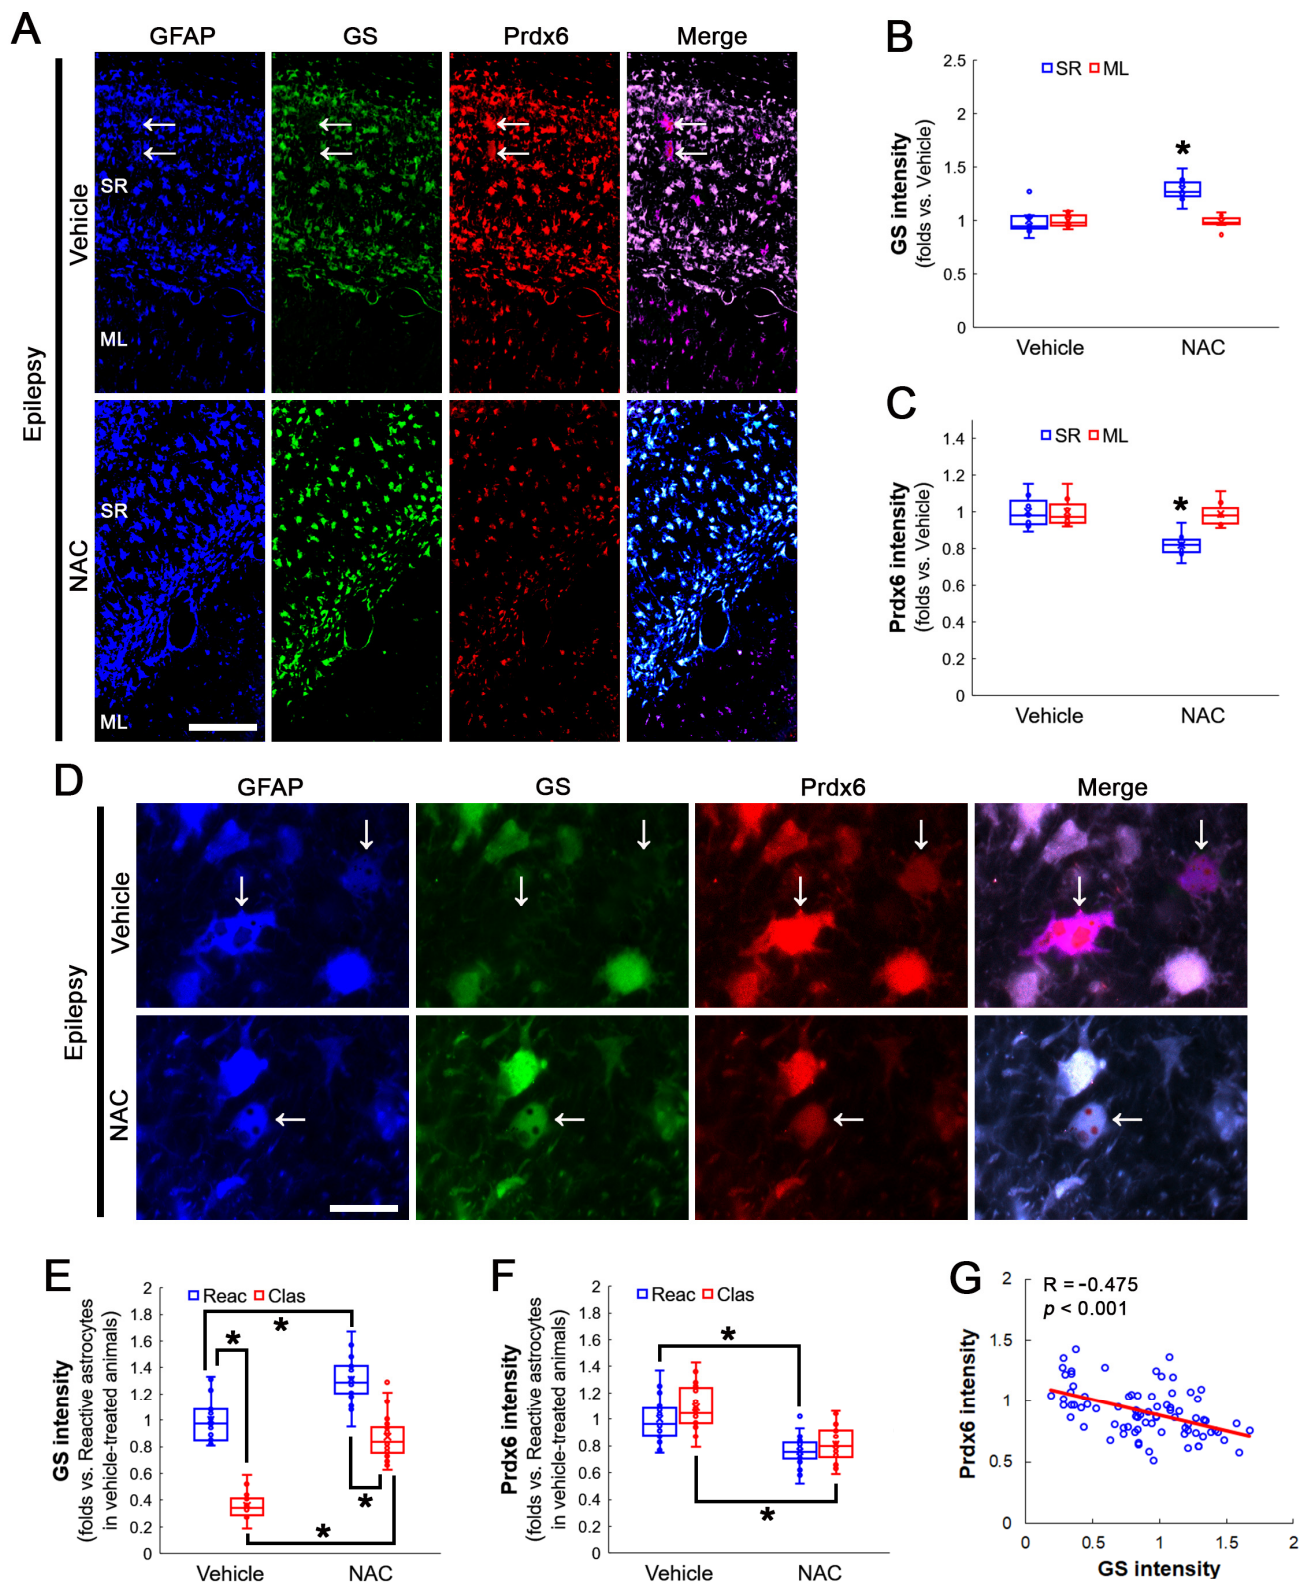 A
GFAP
GS
Prdx6
Merge
Epilepsy
Vehicle
SR
ML
NAC
SR
ML
B
GS intensity
(folds vs. Vehicle)
2.5
2
1.5
1
0.5
0
SR ML
*
Vehicle
NAC
C
Prdx6 intensity
(folds vs. Vehicle)
1.4
1.2
1
0.8
0.6
0.4
0.2
0
SR ML
*
Vehicle
NAC
D
GFAP
GS
Prdx6
Merge
Epilepsy
Vehicle
NAC
E
GS intensity
(folds vs. Reactive astrocytes
in vehicle-treated animals)
2
1.8
1.6
1.4
1.2
1
0.8
0.6
0.4
0.2
0
Reac Clas
*
*
*
*
Vehicle
NAC
F
Prdx6 intensity
(folds vs. Reactive astrocytes
in vehicle-treated animals)
2
1.8
1.6
1.4
1.2
1
0.8
0.6
0.4
0.2
0
Reac Clas
*
*
Vehicle
NAC
G
Prdx6 intensity
2
1.5
1
0.5
0
R = −0.475
p < 0.001
0
0.5
1
1.5
2
GS intensity